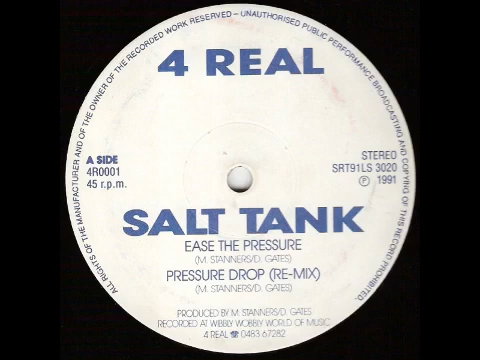 ALL RIGHTS OF THE MANUFACTURER AND OF THE OWNER OF THE RECORDED WORK RESERVED – UNAUTHORISED PUBLIC PERFORMANCE, BROADCASTING AND COPYING OF THIS RECORD PROHIBITED.
4 REAL
A SIDE
4R0001
45 r.p.m.
STEREO
SRT91LS 3020
Ⓟ 1991
SALT TANK
EASE THE PRESSURE
(M. STANNERS/D. GATES)
PRESSURE DROP (RE-MIX)
(M. STANNERS/D. GATES)
PRODUCED BY M. STANNERS/D. GATES
RECORDED AT WIBBLY WOBBLY WORLD OF MUSIC
4 REAL ☎ 0483 67282